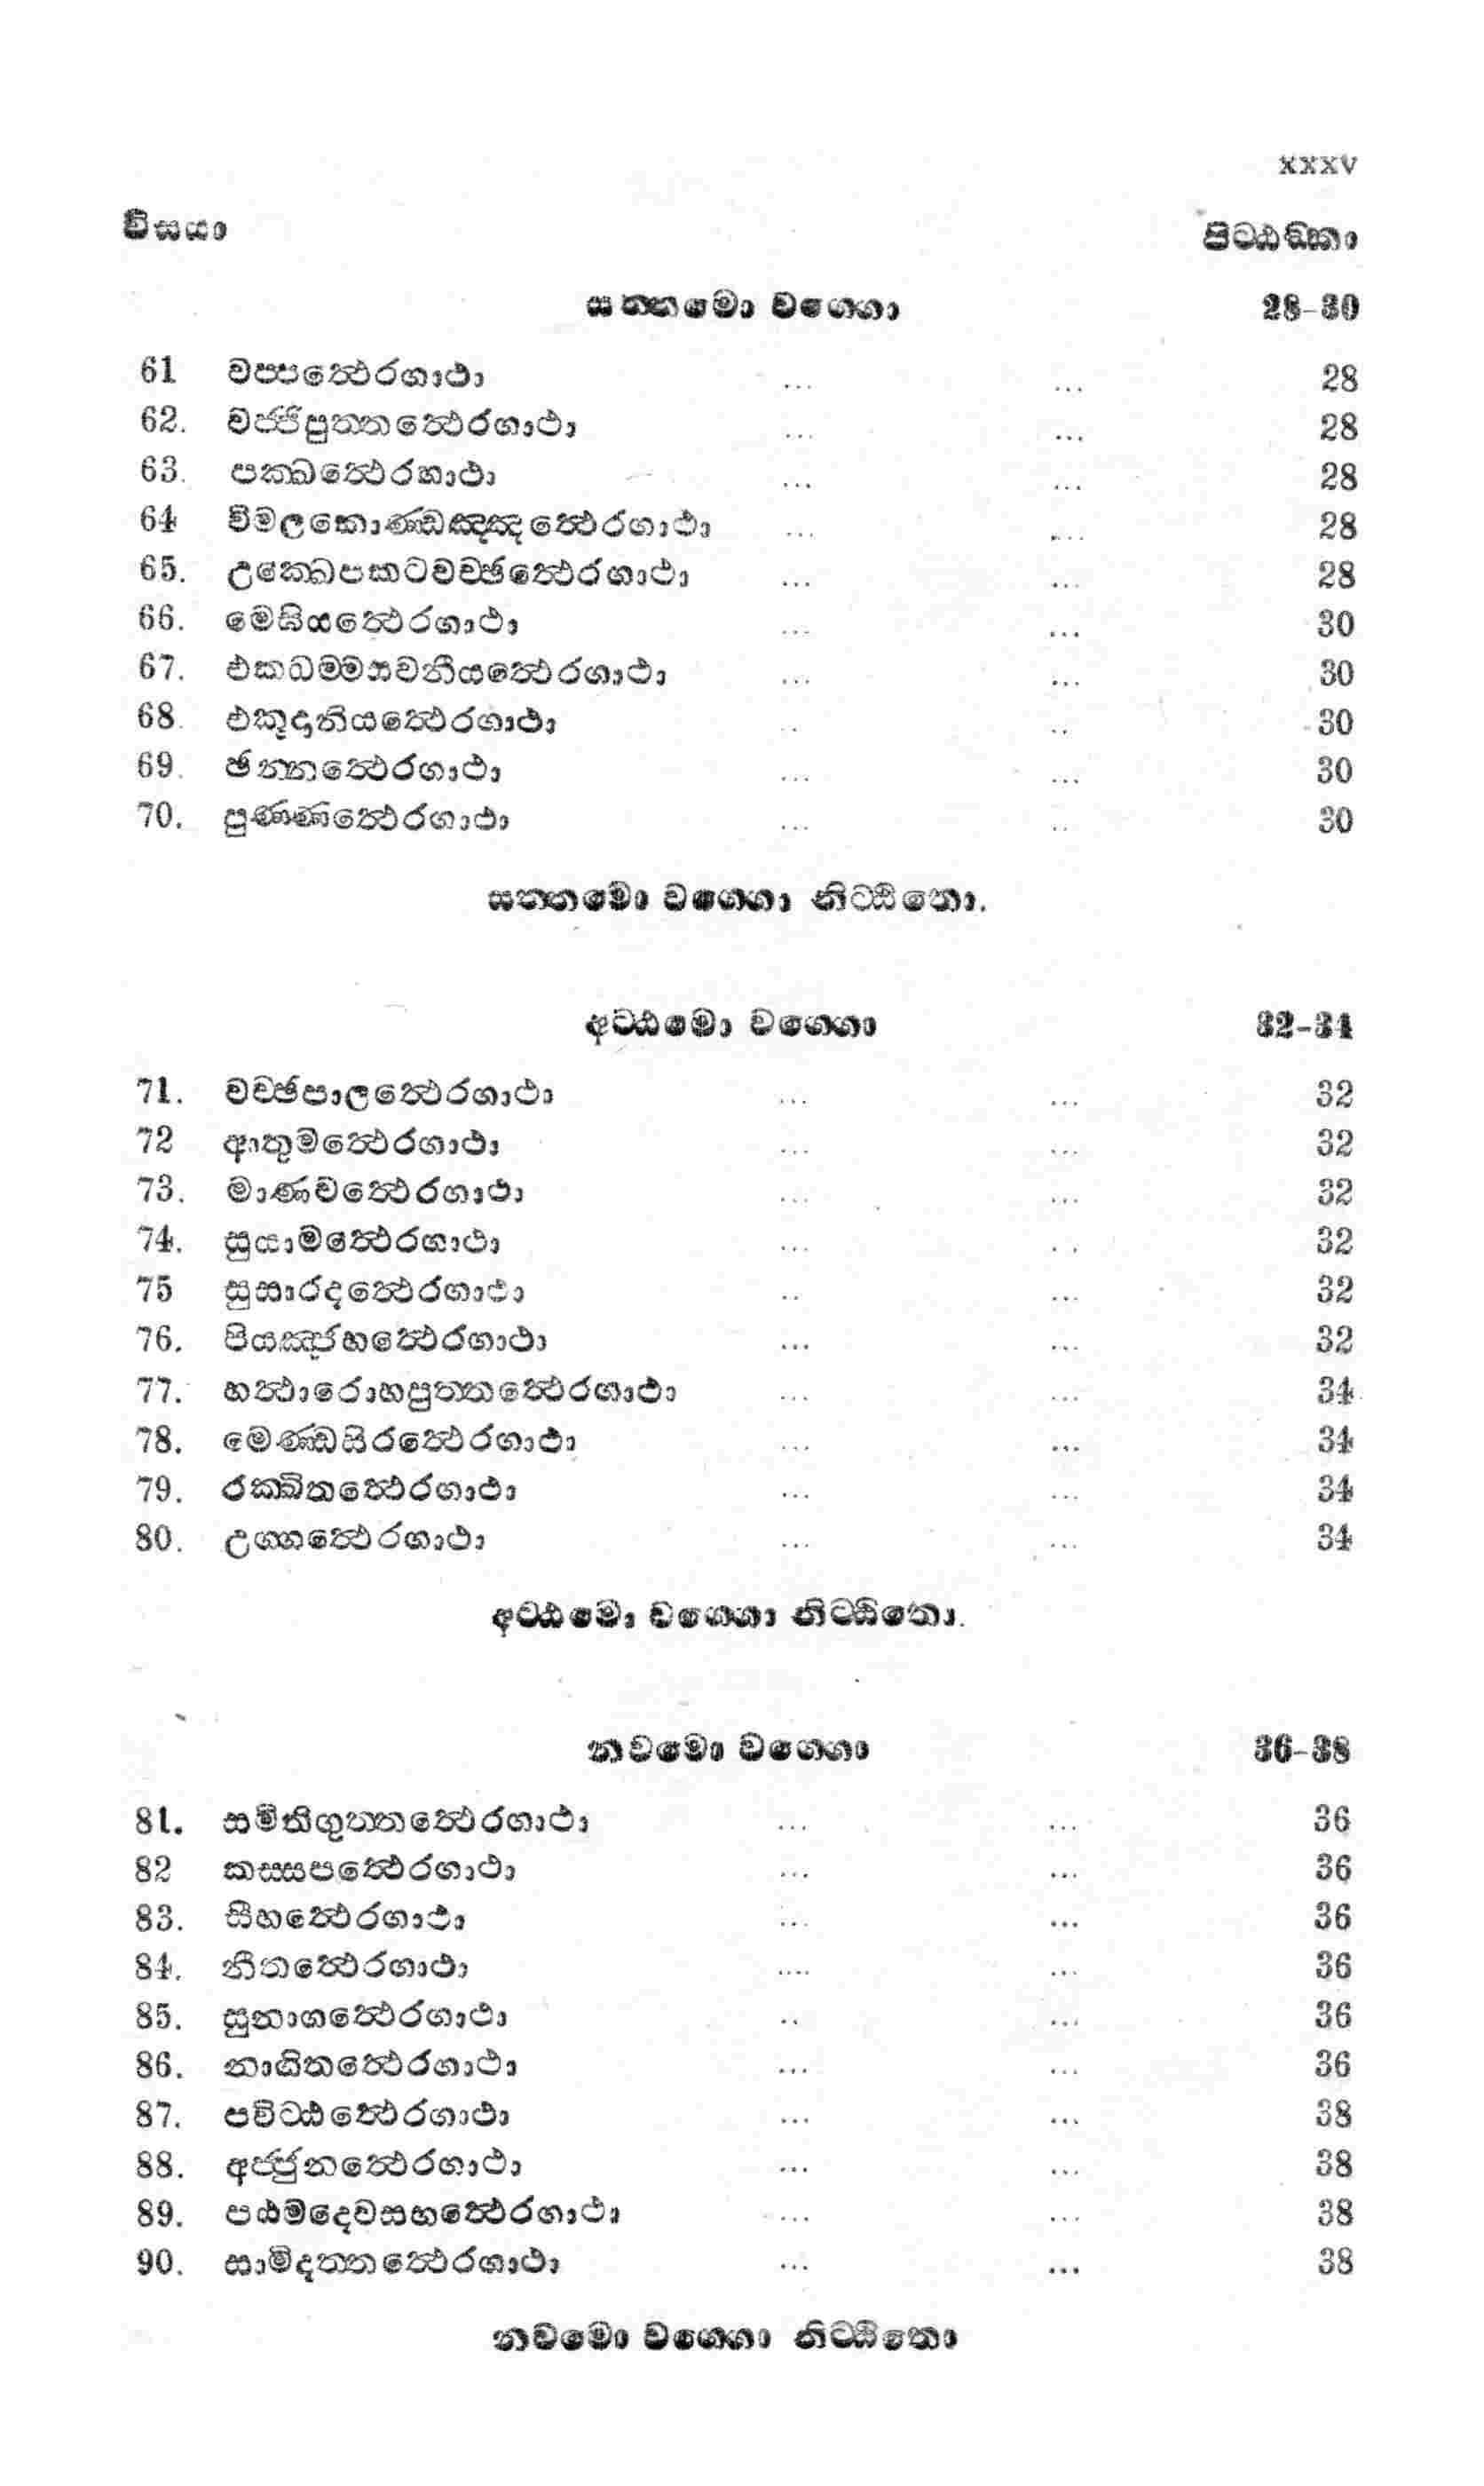 xxxv
විසයා පිට්ඨඞ්කා
සත්තමො වග්ගො 28-30
61 වප්පත්ථෙරගාථා ... ... 28
62. වජ්ජිපුත්තත්ථෙරගාථා ... ... 28
63. පක්ඛත්ථෙරගාථා ... ... 28
64 විමලකොණ්ඩඤ්ඤත්ථෙරගාථා ... .... 28
65. උක්ඛෙපකටවච්ඡත්ථෙරගාථා ... ... 28
66. මෙඝියත්ථෙරගාථා ... ... 30
67. එකධම්මසවනීයත්ථෙරගාථා ... ... 30
68. එකූදානියත්ථෙරගාථා .. .. 30
69. ඡන්නත්ථෙරගාථා ... ... 30
70. පුණ්ණත්ථෙරගාථා ... .. 30
සත්තමො වග්ගො නිට්ඨිතො.
අට්ඨමො වග්ගො 32-34
71. වච්ඡපාලත්ථෙරගාථා ... ... 32
72 ආතුමත්ථෙරගාථා ... ... 32
73. මාණවත්ථෙරගාථා ... ... 32
74. සුයාමත්ථෙරගාථා ... .. 32
75 සුසාරදත්ථෙරගාථා .. ... 32
76. පියඤ්ජහත්ථෙරගාථා ... ... 32
77. හත්ථාරොහපුත්තත්ථෙරගාථා ... ... 34
78. මෙණ්ඩසිරත්ථෙරගාථා ... ... 34
79. රක්ඛිතත්ථෙරගාථා ... ... 34
80. උග්ගත්ථෙරගාථා ... ... 34
අට්ඨමො වග්ගො නිට්ඨිතො.
නවමො වග්ගො 36-38
81. සමිතිගුත්තත්ථෙරගාථා ... ... 36
82 කස්සපත්ථෙරගාථා ... ... 36
83. සීහත්ථෙරගාථා ... ... 36
84. නීතත්ථෙරගාථා .... ... 36
85. සුනාගත්ථෙරගාථා .. ... 36
86. නාගිතත්ථෙරගාථා ... ... 36
87. පවිට්ඨත්ථෙරගාථා ... ... 38
88. අජ්ජුනත්ථෙරගාථා ... ... 38
89. පඨමදෙවසභත්ථෙරගාථා ... ... 38
90. සාමිදත්තත්ථෙරගාථා ... ... 38
නවමො වග්ගො නිට්ඨිතො